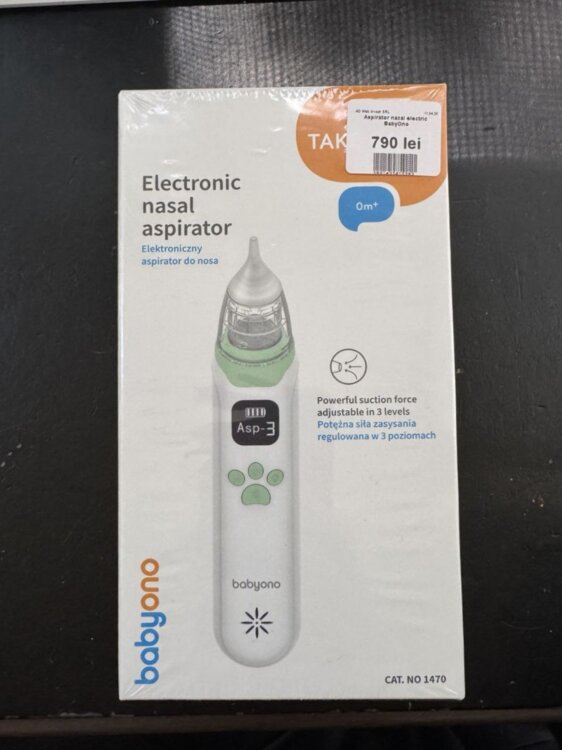 Aspirator nazal electric
BabyOno
790 lei
TAK
0m+
Electronic
nasal
aspirator
Elektroniczny
aspirator do nosa
Powerful suction force
adjustable in 3 levels
Potężna siła zasysania
regulowana w 3 poziomach
Asp-3
babyono
babyono
CAT. NO 1470